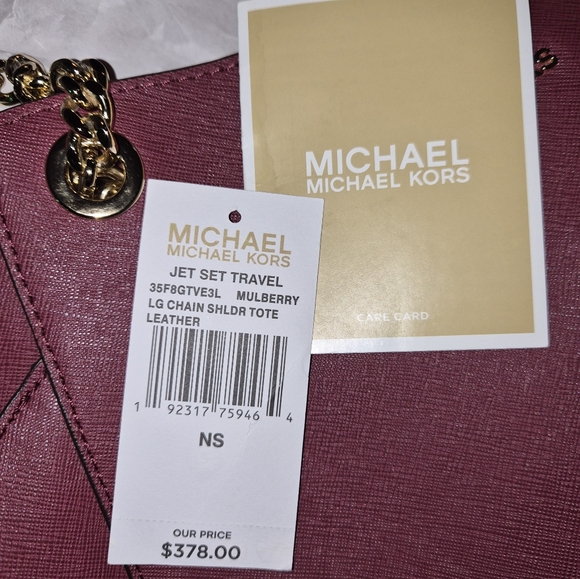 MICHAEL
MICHAEL KORS
CARE CARD
MICHAEL
MICHAEL KORS
JET SET TRAVEL
35F8GTVE3L MULBERRY
LG CHAIN SHLDR TOTE
LEATHER
1 92317 75946 4
NS
OUR PRICE
$378.00